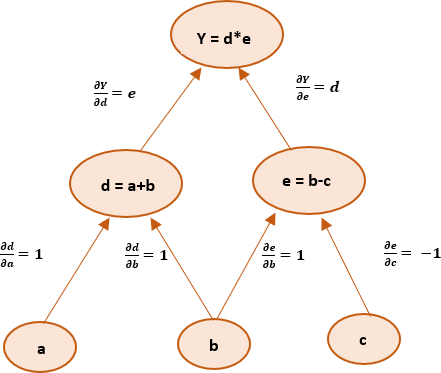 Y = d*e
∂Y/∂d = e
∂Y/∂e = d
d = a+b
e = b-c
∂d/∂a = 1
∂d/∂b = 1
∂e/∂b = 1
∂e/∂c = −1
a
b
c